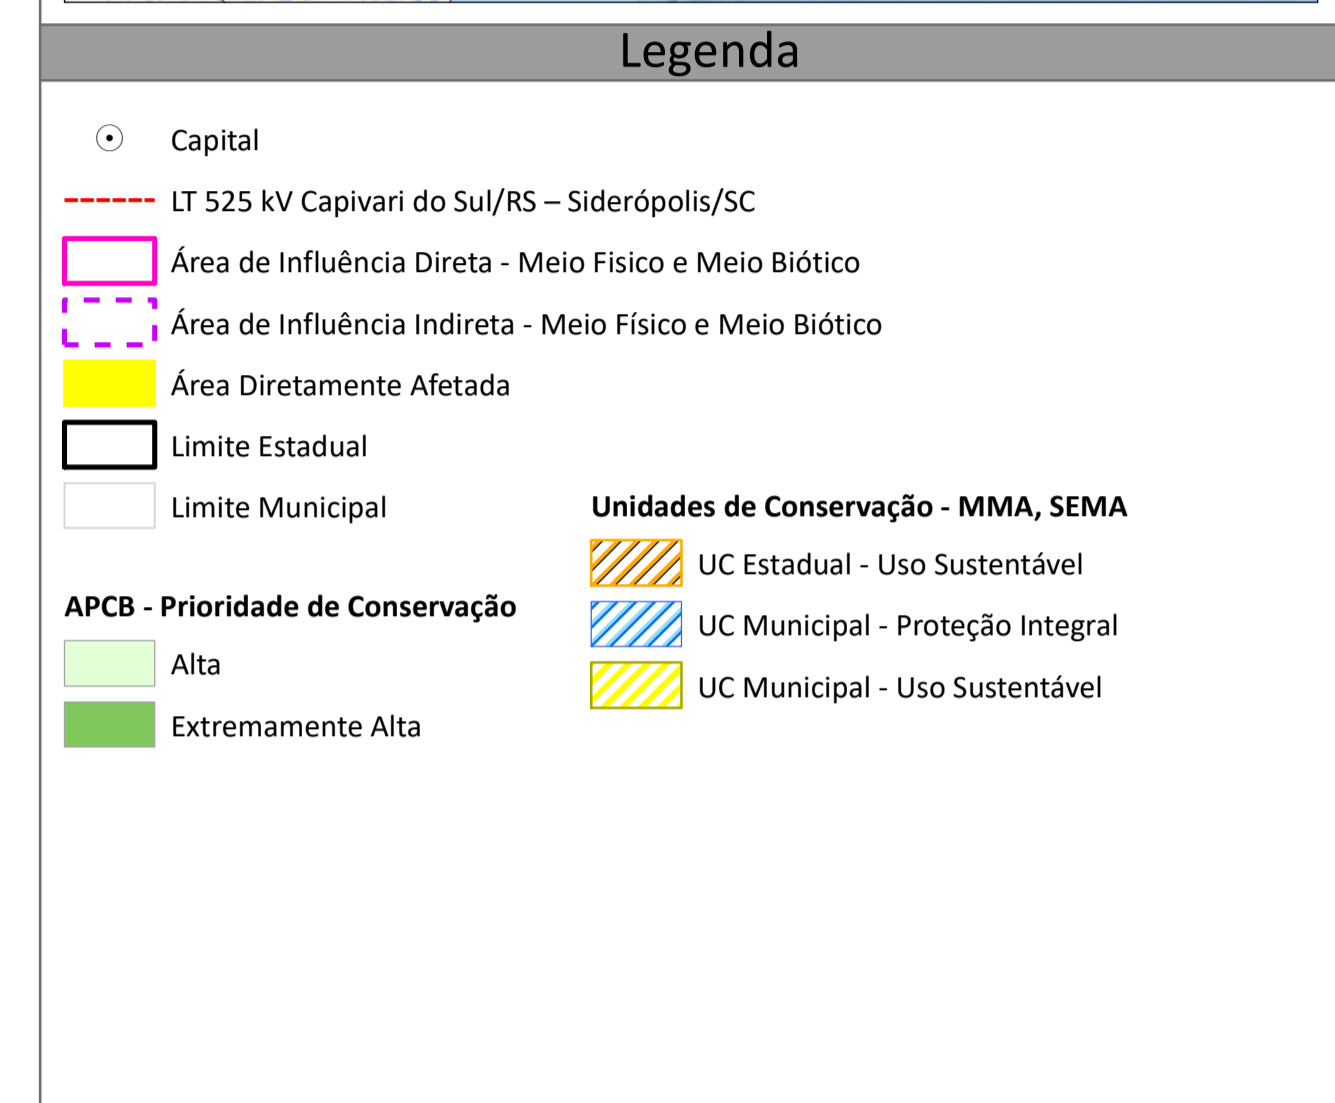 Legenda
Capital
LT 525 kV Capivari do Sul/RS – Siderópolis/SC
Área de Influência Direta - Meio Fisico e Meio Biótico
Área de Influência Indireta - Meio Físico e Meio Biótico
Área Diretamente Afetada
Limite Estadual
Limite Municipal
APCB - Prioridade de Conservação
Alta
Extremamente Alta
Unidades de Conservação - MMA, SEMA
UC Estadual - Uso Sustentável
UC Municipal - Proteção Integral
UC Municipal - Uso Sustentável